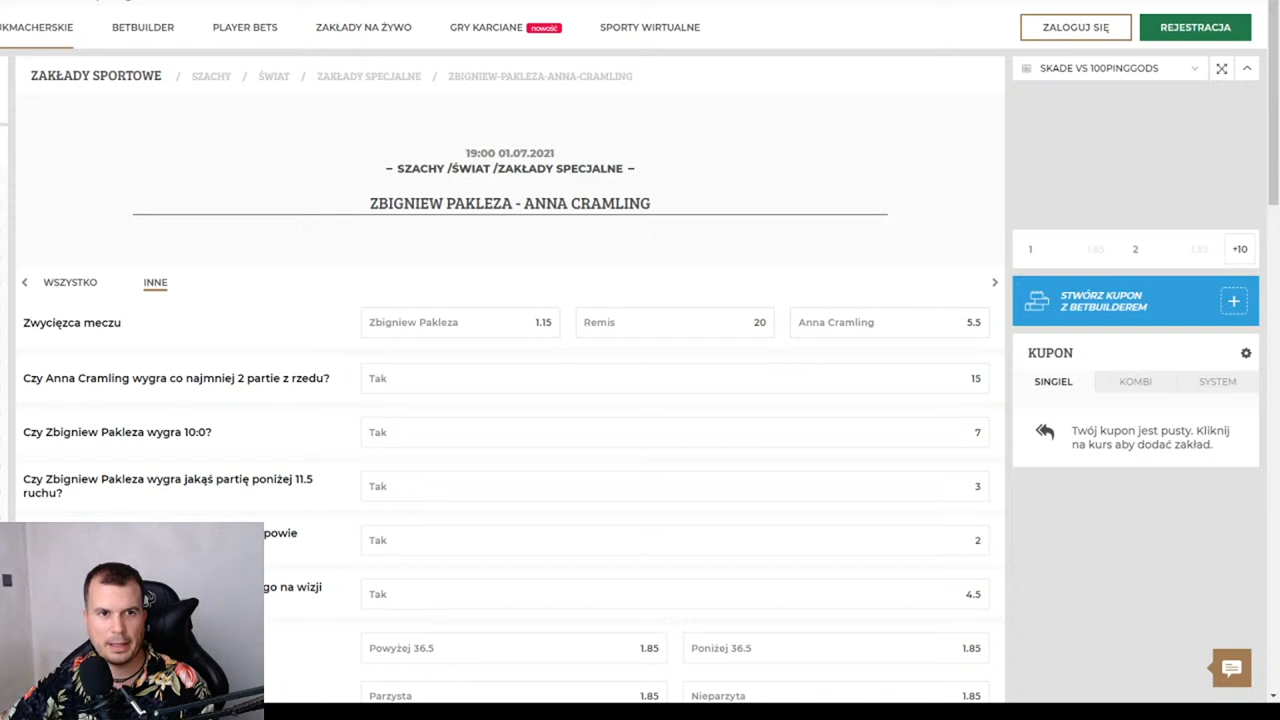 UKMACHERSKIE BETBUILDER PLAYER BETS ZAKŁADY NA ŻYWO GRY KARCIANE nowość SPORTY WIRTUALNE ZALOGUJ SIĘ REJESTRACJA
ZAKŁADY SPORTOWE / SZACHY / ŚWIAT / ZAKŁADY SPECJALNE / ZBIGNIEW-PAKLEZA-ANNA-CRAMLING
SKADE VS 100PINGGODS
19:00 01.07.2021
– SZACHY /ŚWIAT /ZAKŁADY SPECJALNE –
ZBIGNIEW PAKLEZA - ANNA CRAMLING
1 1.85 2 1.85 +10
WSZYSTKO INNE
STWÓRZ KUPON
Z BETBUILDEREM
Zwycięzca meczu Zbigniew Pakleza 1.15 Remis 20 Anna Cramling 5.5
KUPON
SINGIEL KOMBI SYSTEM
Czy Anna Cramling wygra co najmniej 2 partie z rzedu? Tak 15
Twój kupon jest pusty. Kliknij
na kurs aby dodać zakład.
Czy Zbigniew Pakleza wygra 10:0? Tak 7
Czy Zbigniew Pakleza wygra jakąś partię poniżej 11.5
ruchu?
Tak 3
powie
Tak 2
go na wizji
Tak 4.5
Powyżej 36.5 1.85 Poniżej 36.5 1.85
Parzysta 1.85 Nieparzyta 1.85